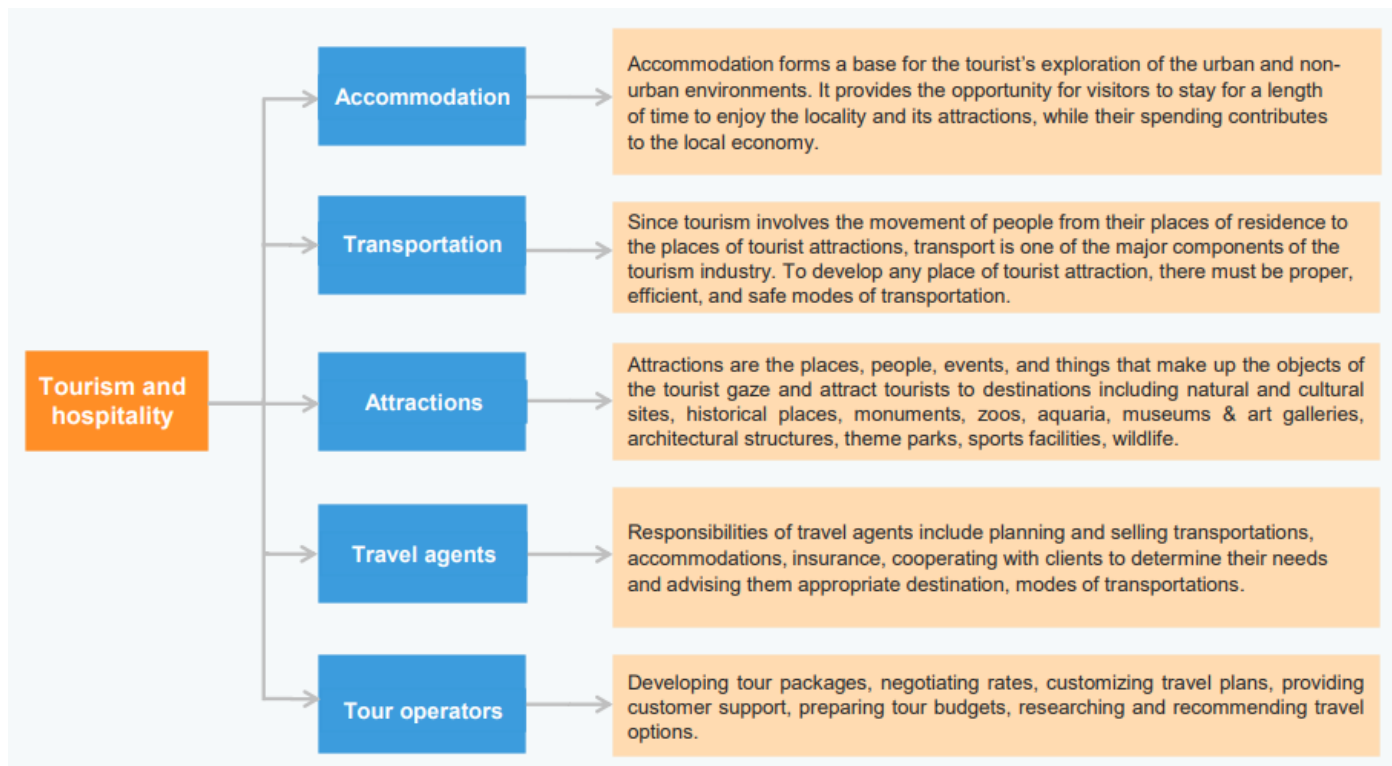 Accommodation
Accommodation forms a base for the tourist's exploration of the urban and non-
urban environments. It provides the opportunity for visitors to stay for a length
of time to enjoy the locality and its attractions, while their spending contributes
to the local economy.
Transportation
Since tourism involves the movement of people from their places of residence to
the places of tourist attractions, transport is one of the major components of the
tourism industry. To develop any place of tourist attraction, there must be proper,
efficient, and safe modes of transportation.
Tourism and
hospitality
Attractions
Attractions are the places, people, events, and things that make up the objects of
the tourist gaze and attract tourists to destinations including natural and cultural
sites, historical places, monuments, zoos, aquaria, museums & art galleries,
architectural structures, theme parks, sports facilities, wildlife.
Travel agents
Responsibilities of travel agents include planning and selling transportations,
accommodations, insurance, cooperating with clients to determine their needs
and advising them appropriate destination, modes of transportations.
Tour operators
Developing tour packages, negotiating rates, customizing travel plans, providing
customer support, preparing tour budgets, researching and recommending travel
options.